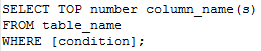 SELECT TOP number column_name(s)
FROM table_name
WHERE [condition];